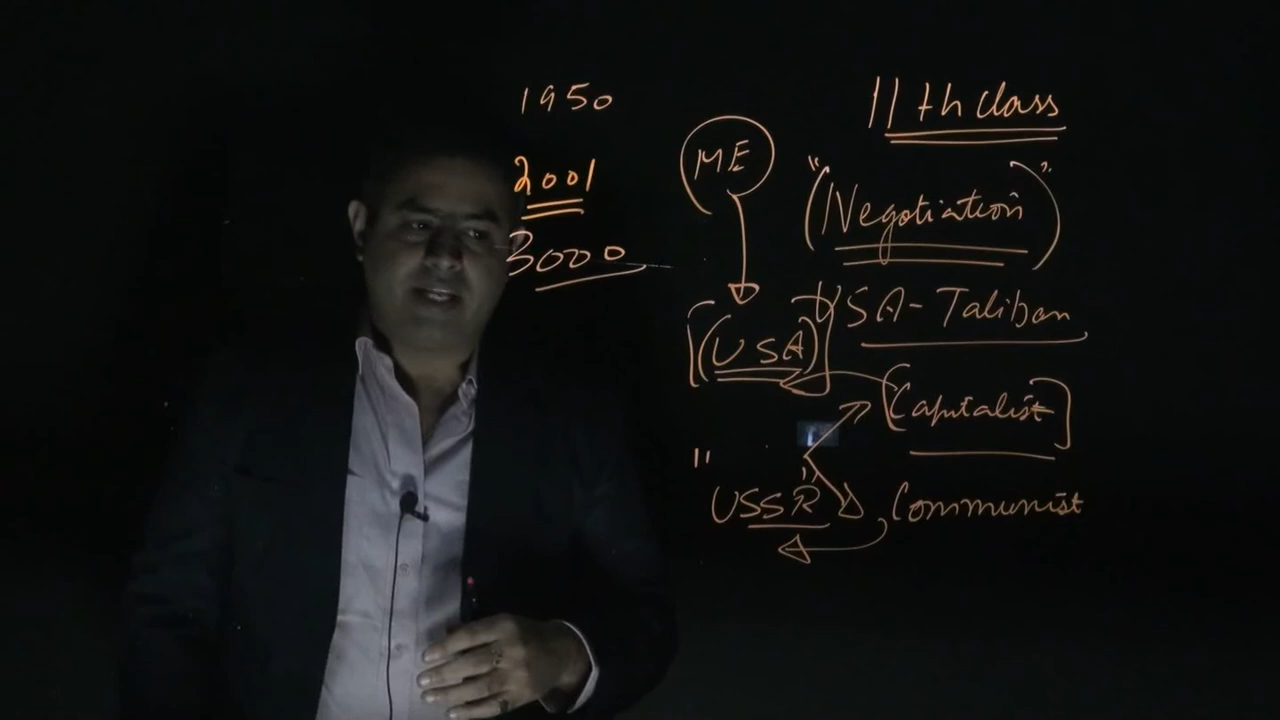 1950
2001
3000
ME
(USA)
11th class
"(Negotiation)"
USA-Taliban
[Capitalist]
"USSR"
Communist